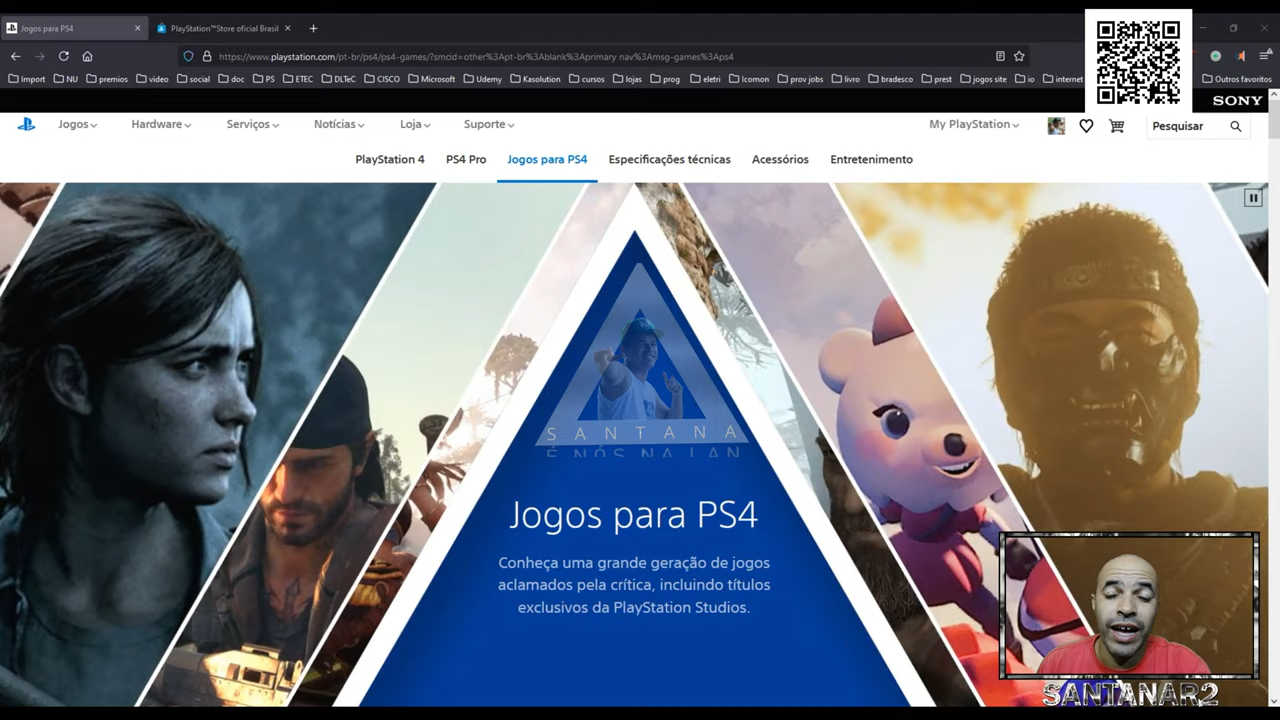 Jogos para PS4
PlayStation™Store oficial Brasil
https://www.playstation.com/pt-br/ps4/ps4-games/?smcid=other%3Apt-br%3Ablank%3Aprimary nav%3Amsg-games%3Aps4
Import NU premios video social doc PS ETEC DLTeC CISCO Microsoft Udemy Kasolution cursos lojas prog eletri Icomon prov jobs livro bradesco prest jogos site io internet Outros favoritos
SONY
Jogos Hardware Serviços Notícias Loja Suporte My PlayStation Pesquisar
PlayStation 4 PS4 Pro Jogos para PS4 Especificações técnicas Acessórios Entretenimento
SANTANA
É NÓS NA LAN
Jogos para PS4
Conheça uma grande geração de jogos
aclamados pela crítica, incluindo títulos
exclusivos da PlayStation Studios.
SANTANAR2